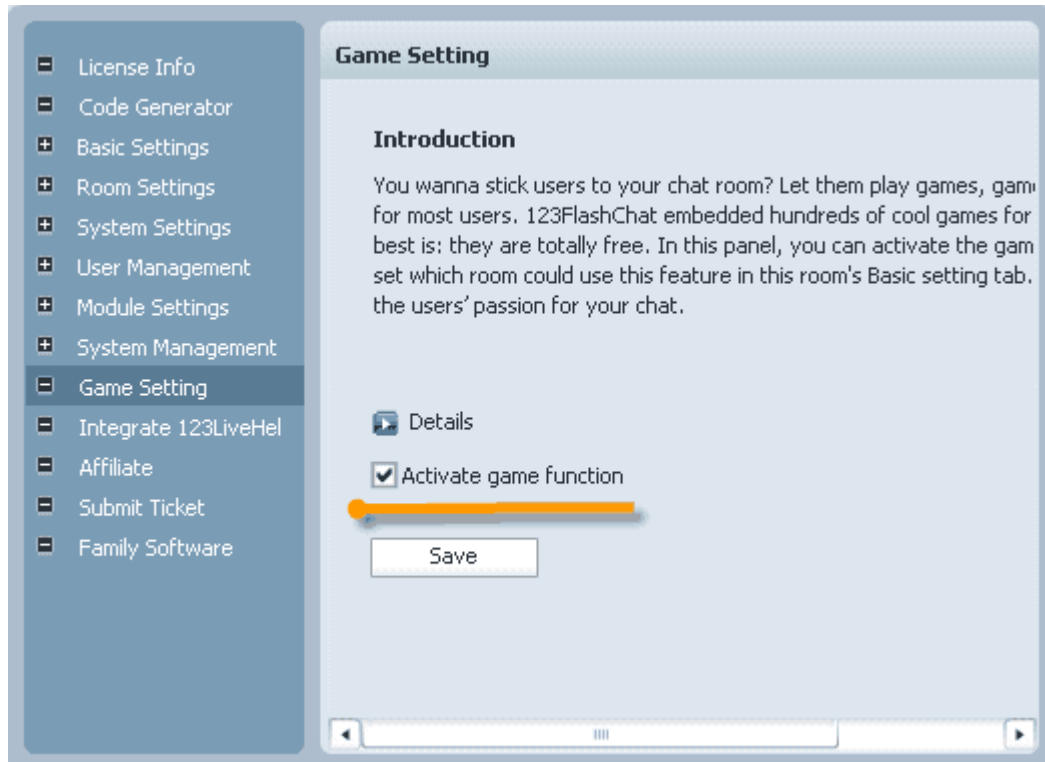 License Info
Code Generator
Basic Settings
Room Settings
System Settings
User Management
Module Settings
System Management
Game Setting
Integrate 123LiveHel
Affiliate
Submit Ticket
Family Software
Game Setting
Introduction
You wanna stick users to your chat room? Let them play games, gam
for most users. 123FlashChat embedded hundreds of cool games for
best is: they are totally free. In this panel, you can activate the gam
set which room could use this feature in this room's Basic setting tab.
the users' passion for your chat.
Details
Activate game function
Save